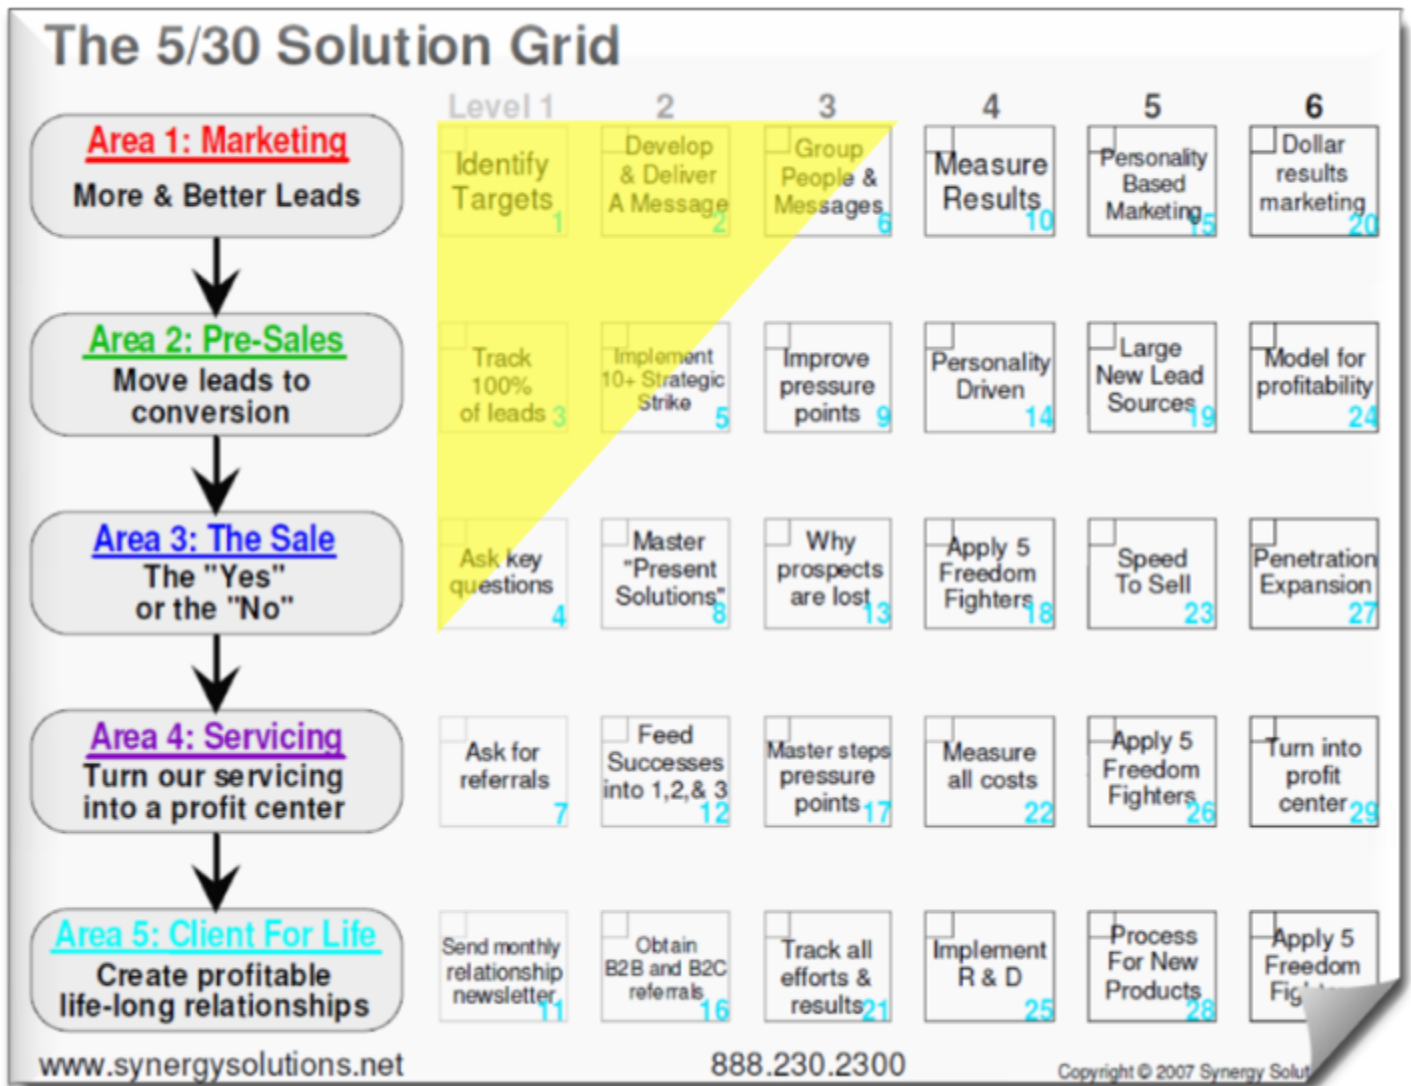 The 5/30 Solution Grid
Level 1 2 3 4 5 6
Area 1: Marketing
More & Better Leads
Identify
Targets
1
Develop
& Deliver
A Message
2
Group
People &
Messages
6
Measure
Results
10
Personality
Based
Marketing
15
Dollar
results
marketing
20
Area 2: Pre-Sales
Move leads to
conversion
Track
100%
of leads
3
Implement
10+ Strategic
Strike
5
Improve
pressure
points
9
Personality
Driven
14
Large
New Lead
Sources
19
Model for
profitability
24
Area 3: The Sale
The "Yes"
or the "No"
Ask key
questions
4
Master
"Present
Solutions"
8
Why
prospects
are lost
13
Apply 5
Freedom
Fighters
18
Speed
To Sell
23
Penetration
Expansion
27
Area 4: Servicing
Turn our servicing
into a profit center
Ask for
referrals
7
Feed
Successes
into 1,2,& 3
12
Master steps
pressure
points
17
Measure
all costs
22
Apply 5
Freedom
Fighters
26
Turn into
profit
center
29
Area 5: Client For Life
Create profitable
life-long relationships
Send monthly
relationship
newsletter
11
Obtain
B2B and B2C
referrals
16
Track all
efforts &
results
21
Implement
R & D
25
Process
For New
Products
28
Apply 5
Freedom
www.synergysolutions.net
888.230.2300
Copyright © 2007 Synergy